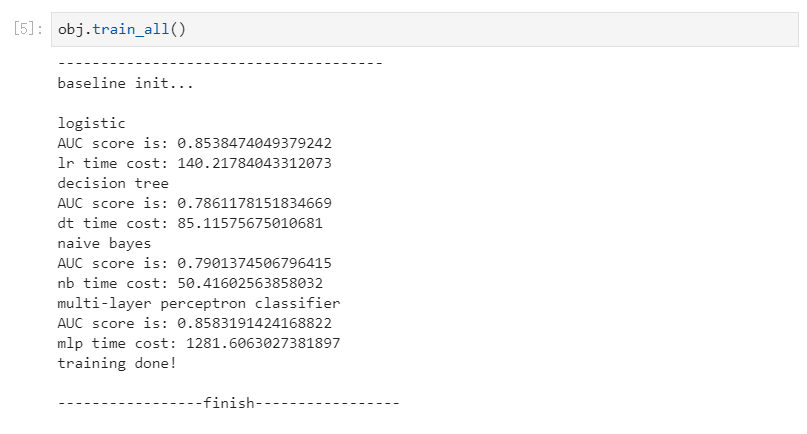 [5]: obj.train_all()
--------------------------------------
baseline init...
logistic
AUC score is: 0.8538474049379242
lr time cost: 140.21784043312073
decision tree
AUC score is: 0.7861178151834669
dt time cost: 85.11575675010681
naive bayes
AUC score is: 0.7901374506796415
nb time cost: 50.41602563858032
multi-layer perceptron classifier
AUC score is: 0.8583191424168822
mlp time cost: 1281.6063027381897
training done!
-----------------finish-----------------